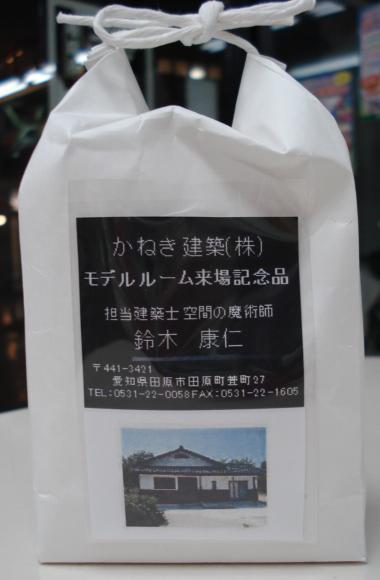 かねき建築(株)
モデルルーム来場記念品
担当建築士 空間の魔術師
鈴木 康仁
〒441-3421
愛知県田原市田原町萱町27
TEL:0531-22-0058 FAX:0531-22-1605